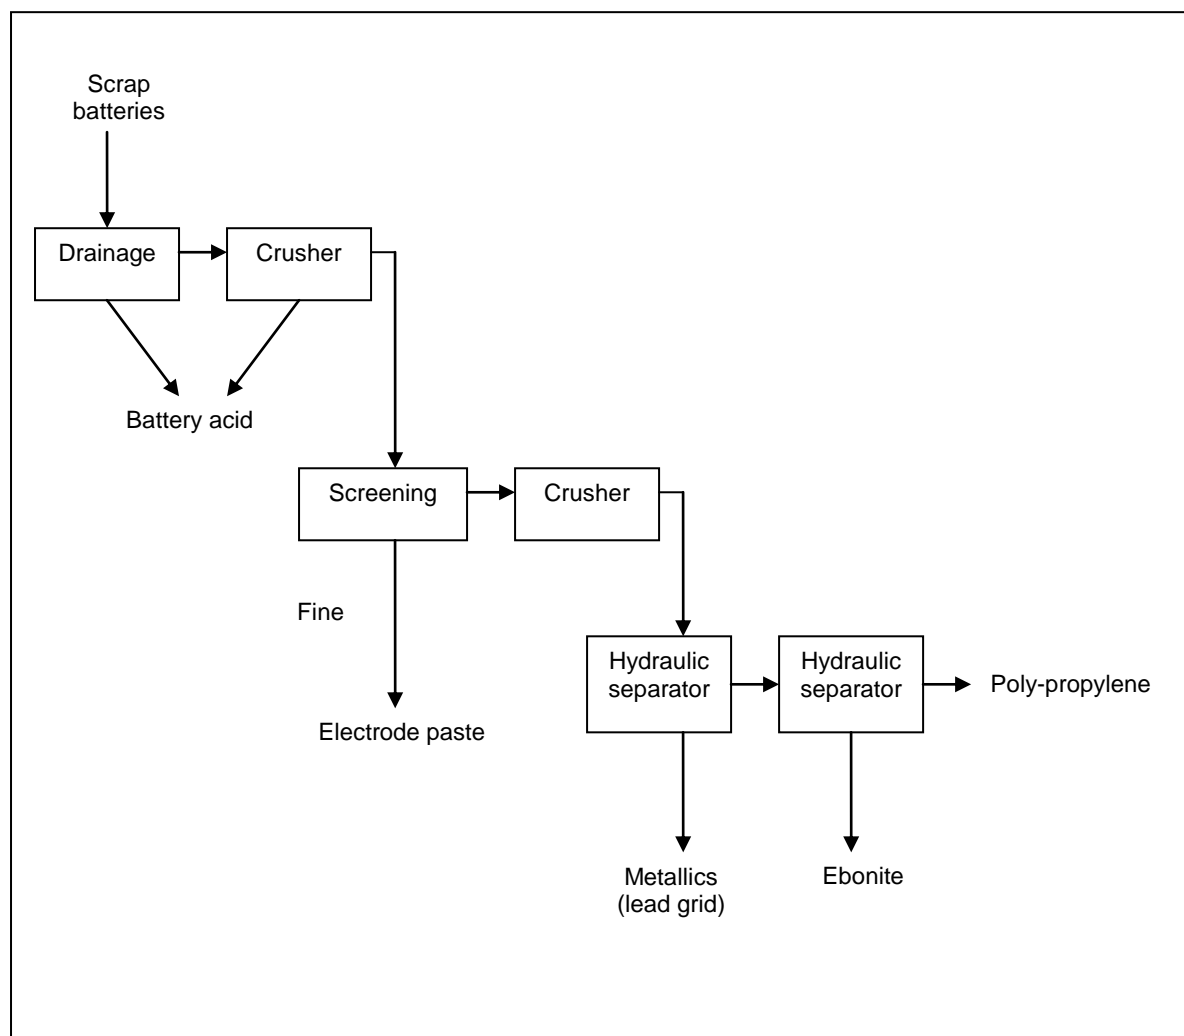 Scrap
batteries
Drainage
Crusher
Battery acid
Screening
Crusher
Fine
Electrode paste
Hydraulic
separator
Hydraulic
separator
Poly-propylene
Metallics
(lead grid)
Ebonite